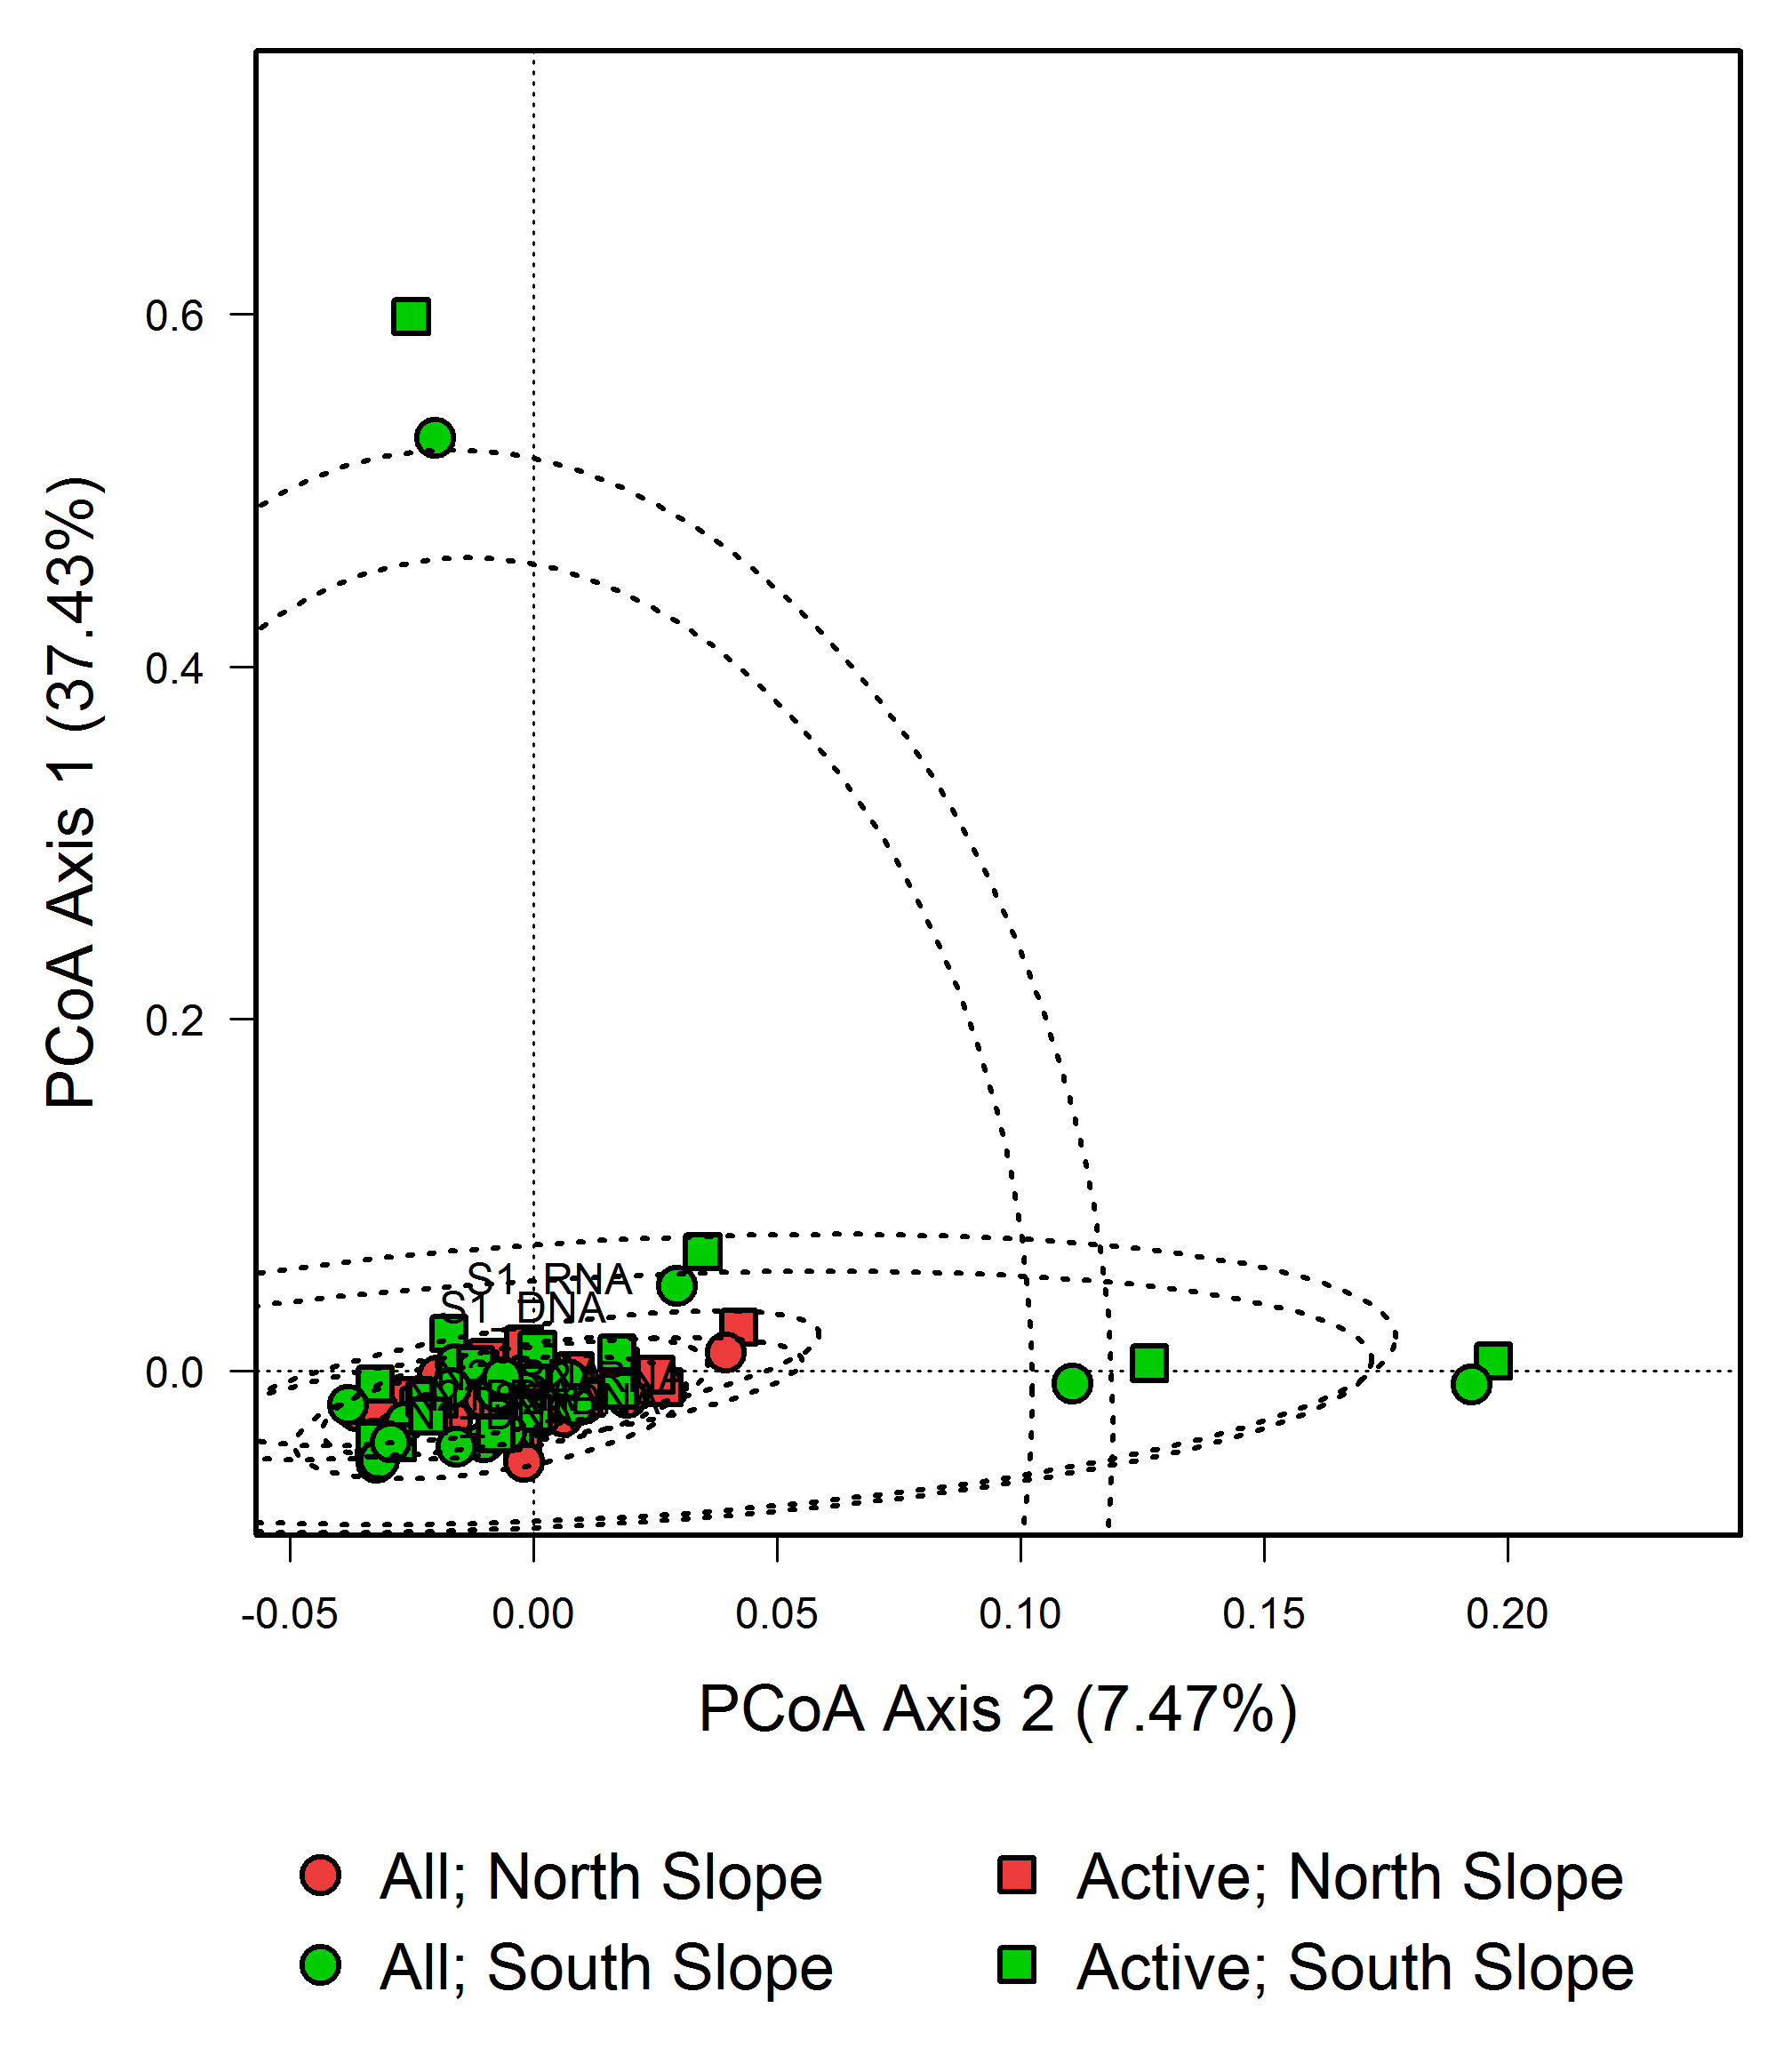 PCoA Axis 1 (37.43%)
0.6
0.4
0.2
0.0
S1_RNA
S1_DNA
-0.05 0.00 0.05 0.10 0.15 0.20
PCoA Axis 2 (7.47%)
All; North Slope
Active; North Slope
All; South Slope
Active; South Slope